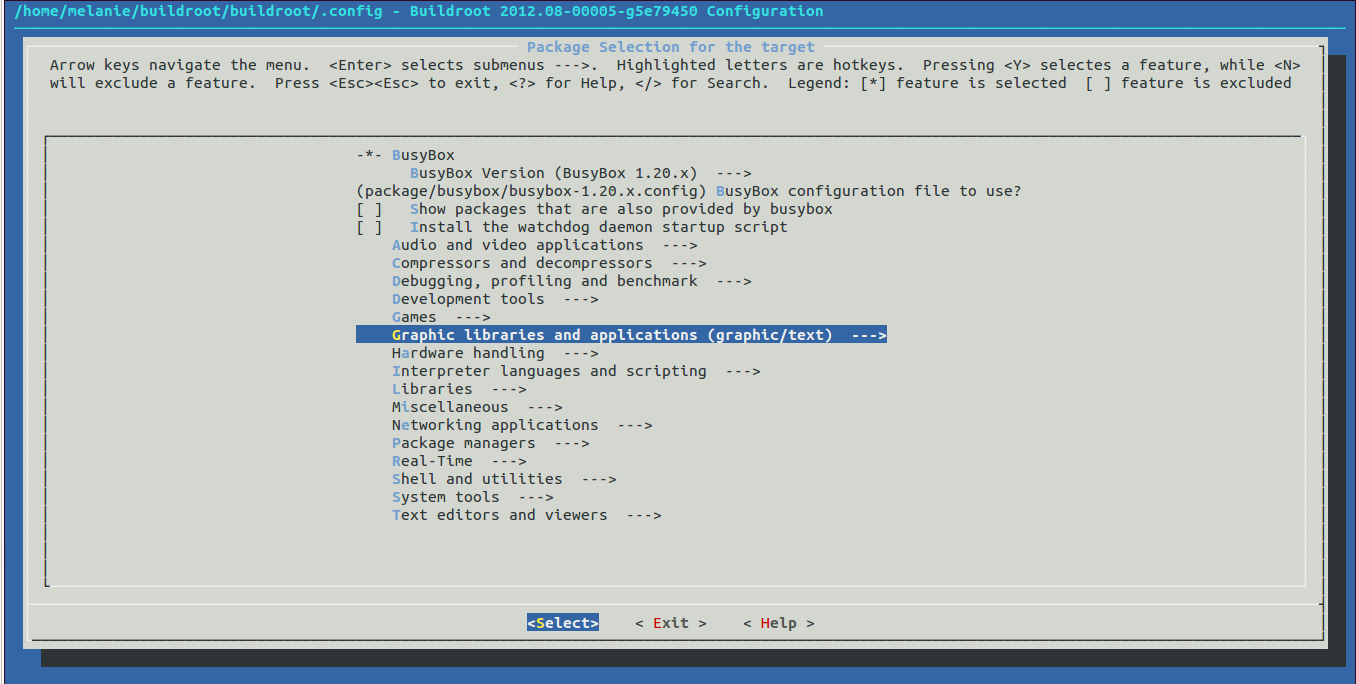 /home/melanie/buildroot/buildroot/.config - Buildroot 2012.08-00005-g5e79450 Configuration
Package Selection for the target
Arrow keys navigate the menu.  <Enter> selects submenus --->.  Highlighted letters are hotkeys.  Pressing <Y> selectes a feature, while <N>
will exclude a feature.  Press <Esc><Esc> to exit, <?> for Help, </> for Search.  Legend: [*] feature is selected  [ ] feature is excluded
-*- BusyBox
BusyBox Version (BusyBox 1.20.x)  --->
(package/busybox/busybox-1.20.x.config) BusyBox configuration file to use?
[ ]   Show packages that are also provided by busybox
[ ]   Install the watchdog daemon startup script
Audio and video applications  --->
Compressors and decompressors  --->
Debugging, profiling and benchmark  --->
Development tools  --->
Games  --->
Graphic libraries and applications (graphic/text)  --->
Hardware handling  --->
Interpreter languages and scripting  --->
Libraries  --->
Miscellaneous  --->
Networking applications  --->
Package managers  --->
Real-Time  --->
Shell and utilities  --->
System tools  --->
Text editors and viewers  --->
<Select>    < Exit >    < Help >